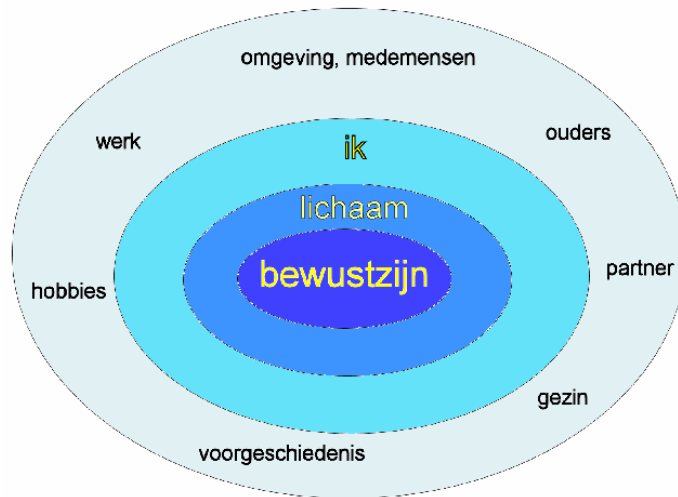 omgeving, medemensen
werk
ouders
ik
lichaam
bewustzijn
partner
hobbies
gezin
voorgeschiedenis